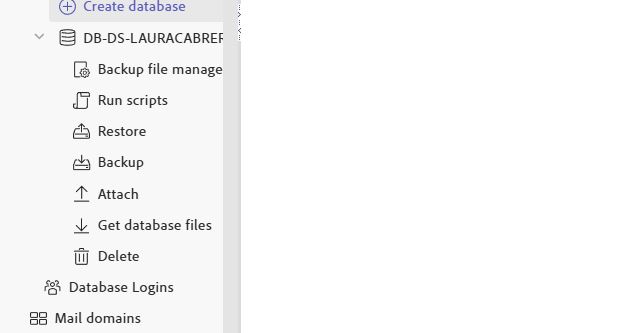 Create database
DB-DS-LAURACABRER
Backup file manage
Run scripts
Restore
Backup
Attach
Get database files
Delete
Database Logins
Mail domains